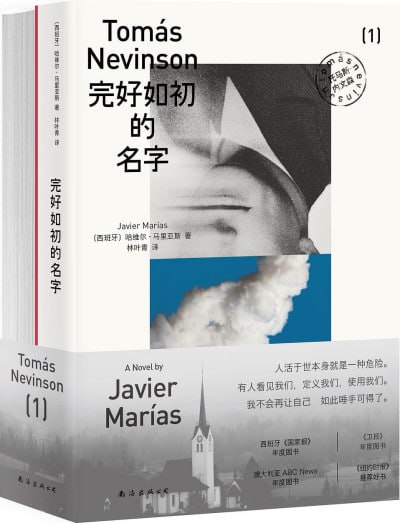 Tomás
Nevinson
完好如初
的
名字
(1)
tomásnevinson
托马斯·
内文森
Javier Marías
（西班牙）哈维尔·马里亚斯 著
林叶青 译
A Novel by
Javier
Marías
人活于世本身就是一种危险。
有人看见我们，定义我们，使用我们。
我不会再让自己 如此唾手可得了。
西班牙《国家报》
年度图书
《卫报》
年度图书
澳大利亚 ABC News
年度图书
《纽约时报》
推荐好书
（西班牙）哈维尔·马里亚斯 著
林叶青 译
完好如初的名字
Tomás
Nevinson
(1)
南海出版公司